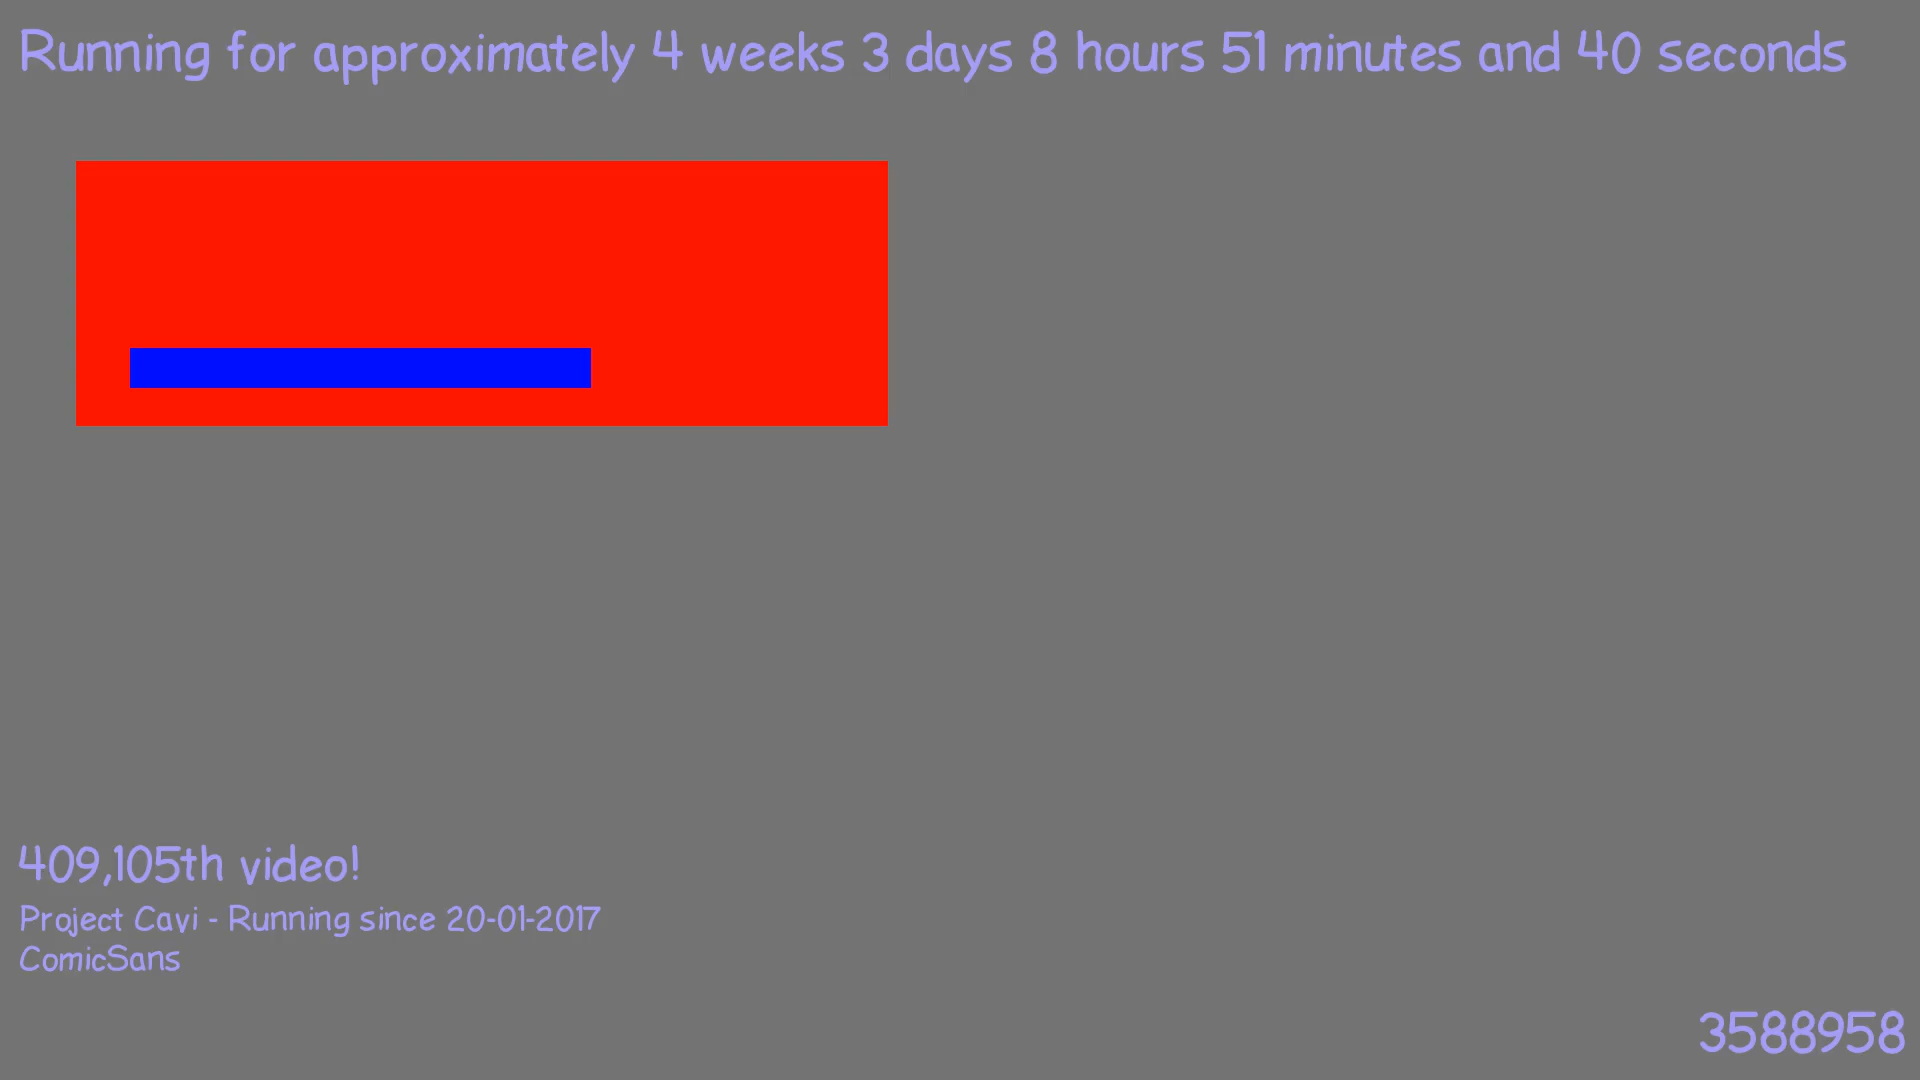 Running for approximately 4 weeks 3 days 8 hours 51 minutes and 40 seconds
409,105th video!
Project Cavi - Running since 20-01-2017
ComicSans
3588958